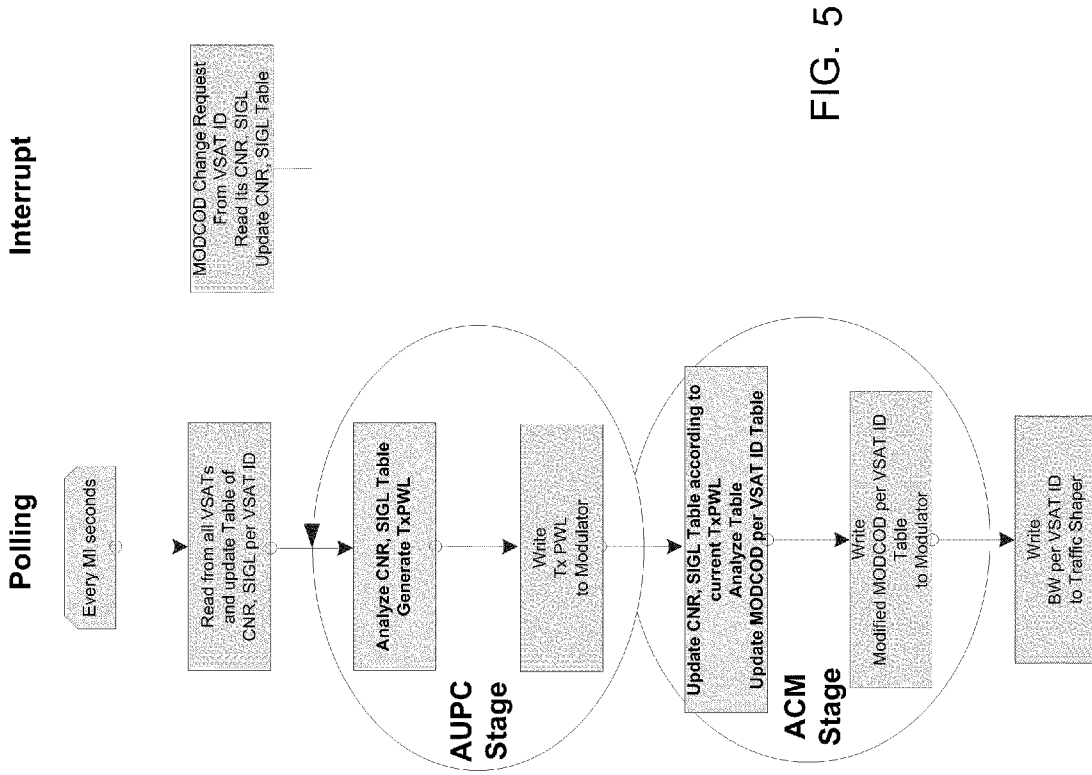 Polling
Interrupt
Every MI seconds
Read from all VSATs
and update Table of
CNR, SIGL per VSAT ID
MODCOD Change Request
From VSAT ID
Read Its CNR, SIGL
Update CNR, SIGL Table
Analyze CNR, SIGL Table
Generate TxPWL
AUPC
Stage
Write
Tx PWL
to Modulator
Update CNR, SIGL Table according to
current TxPWL
Analyze Table
Update MODCOD per VSAT ID Table
ACM
Stage
Write
Modified MODCOD per VSAT ID
Table
to Modulator
Write
BW per VSAT ID
to Traffic Shaper
FIG. 5